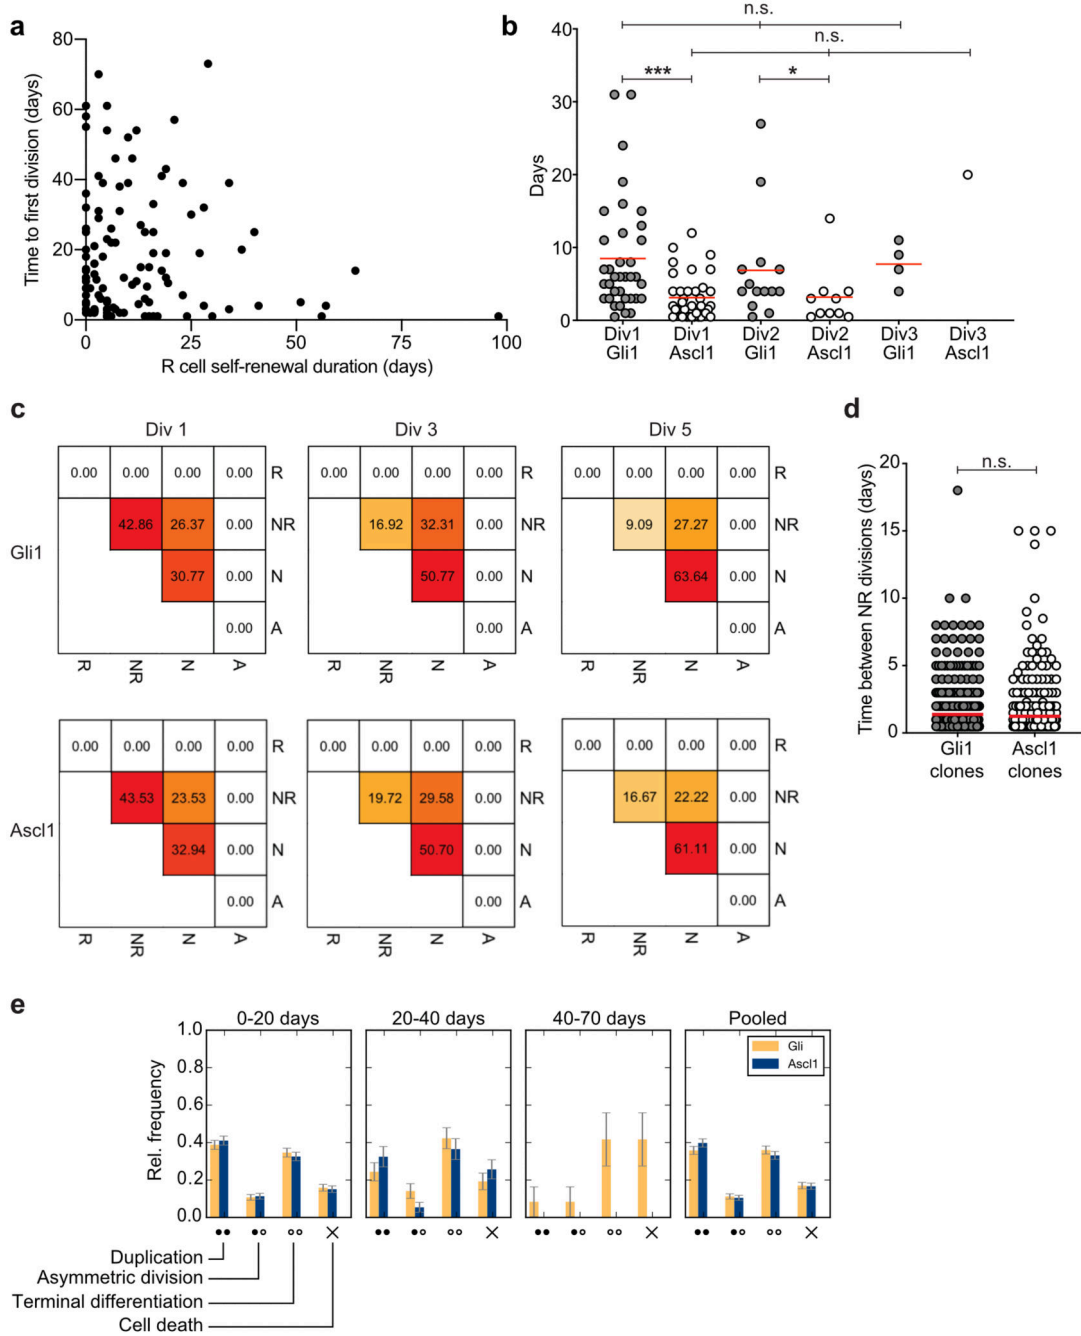 a
80
60
40
20
0
Time to first division (days)
0 25 50 75 100
R cell self-renewal duration (days)
b
n.s.
n.s.
***
*
40
30
20
10
0
Days
Div1 Div1 Div2 Div2 Div3 Div3
Gli1 Ascl1 Gli1 Ascl1 Gli1 Ascl1
c
Div 1 Div 3 Div 5
Gli1
0.00 0.00 0.00 0.00 R
42.86 26.37 0.00 NR
30.77 0.00 N
0.00 A
R NR N A
0.00 0.00 0.00 0.00 R
16.92 32.31 0.00 NR
50.77 0.00 N
0.00 A
R NR N A
0.00 0.00 0.00 0.00 R
9.09 27.27 0.00 NR
63.64 0.00 N
0.00 A
R NR N A
Ascl1
0.00 0.00 0.00 0.00 R
43.53 23.53 0.00 NR
32.94 0.00 N
0.00 A
R NR N A
0.00 0.00 0.00 0.00 R
19.72 29.58 0.00 NR
50.70 0.00 N
0.00 A
R NR N A
0.00 0.00 0.00 0.00 R
16.67 22.22 0.00 NR
61.11 0.00 N
0.00 A
R NR N A
d
n.s.
20
15
10
5
0
Time between NR divisions (days)
Gli1 Ascl1
clones clones
e
0-20 days 20-40 days 40-70 days Pooled
1.0
0.8
0.6
0.4
0.2
0.0
Rel. frequency
Gli
Ascl1
Duplication
Asymmetric division
Terminal differentiation
Cell death